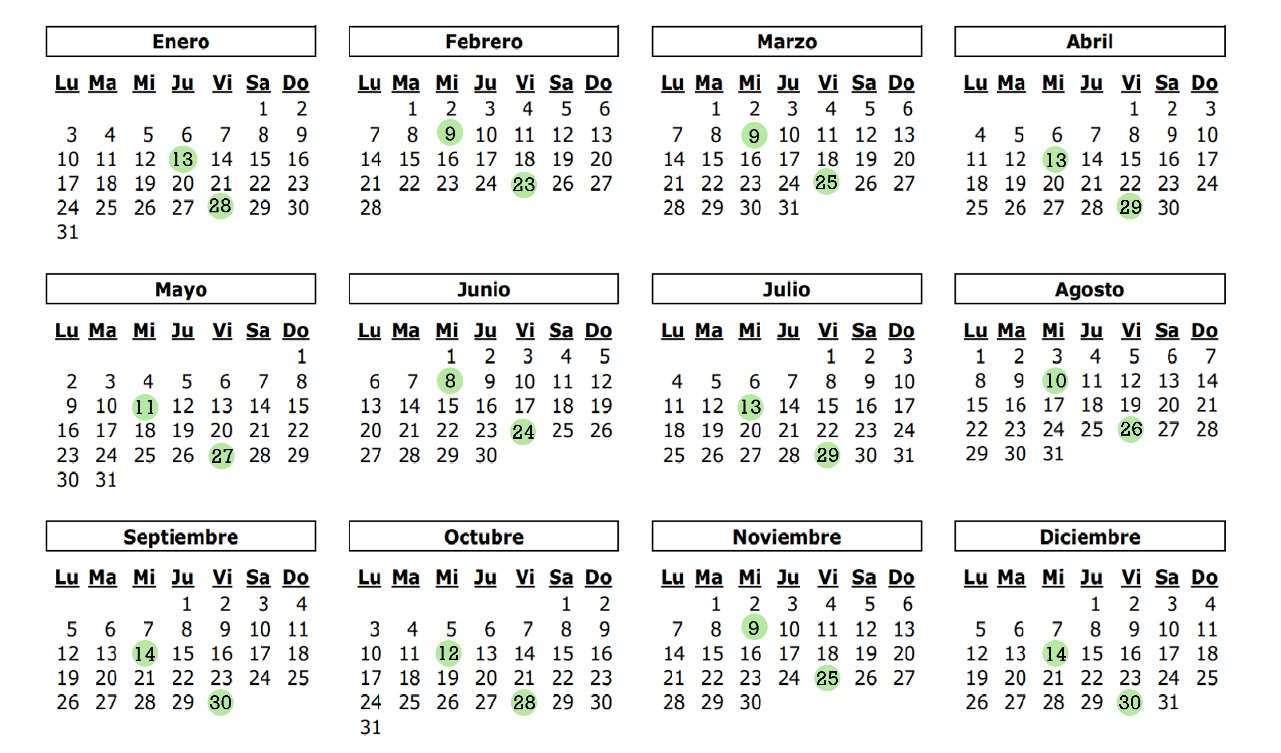 Enero
Lu Ma Mi Ju Vi Sa Do
1 2
3 4 5 6 7 8 9
10 11 12 13 14 15 16
17 18 19 20 21 22 23
24 25 26 27 28 29 30
31
Febrero
Lu Ma Mi Ju Vi Sa Do
1 2 3 4 5 6
7 8 9 10 11 12 13
14 15 16 17 18 19 20
21 22 23 24 23 26 27
28
Marzo
Lu Ma Mi Ju Vi Sa Do
1 2 3 4 5 6
7 8 9 10 11 12 13
14 15 16 17 18 19 20
21 22 23 24 25 26 27
28 29 30 31
Abril
Lu Ma Mi Ju Vi Sa Do
1 2 3
4 5 6 7 8 9 10
11 12 13 14 15 16 17
18 19 20 21 22 23 24
25 26 27 28 29 30
Mayo
Lu Ma Mi Ju Vi Sa Do
1
2 3 4 5 6 7 8
9 10 11 12 13 14 15
16 17 18 19 20 21 22
23 24 25 26 27 28 29
30 31
Junio
Lu Ma Mi Ju Vi Sa Do
1 2 3 4 5
6 7 8 9 10 11 12
13 14 15 16 17 18 19
20 21 22 23 24 25 26
27 28 29 30
Julio
Lu Ma Mi Ju Vi Sa Do
1 2 3
4 5 6 7 8 9 10
11 12 13 14 15 16 17
18 19 20 21 22 23 24
25 26 27 28 29 30 31
Agosto
Lu Ma Mi Ju Vi Sa Do
1 2 3 4 5 6 7
8 9 10 11 12 13 14
15 16 17 18 19 20 21
22 23 24 25 26 27 28
29 30 31
Septiembre
Lu Ma Mi Ju Vi Sa Do
1 2 3 4
5 6 7 8 9 10 11
12 13 14 15 16 17 18
19 20 21 22 23 24 25
26 27 28 29 30
Octubre
Lu Ma Mi Ju Vi Sa Do
1 2
3 4 5 6 7 8 9
10 11 12 13 14 15 16
17 18 19 20 21 22 23
24 25 26 27 28 29 30
31
Noviembre
Lu Ma Mi Ju Vi Sa Do
1 2 3 4 5 6
7 8 9 10 11 12 13
14 15 16 17 18 19 20
21 22 23 24 25 26 27
28 29 30
Diciembre
Lu Ma Mi Ju Vi Sa Do
1 2 3 4
5 6 7 8 9 10 11
12 13 14 15 16 17 18
19 20 21 22 23 24 25
26 27 28 29 30 31